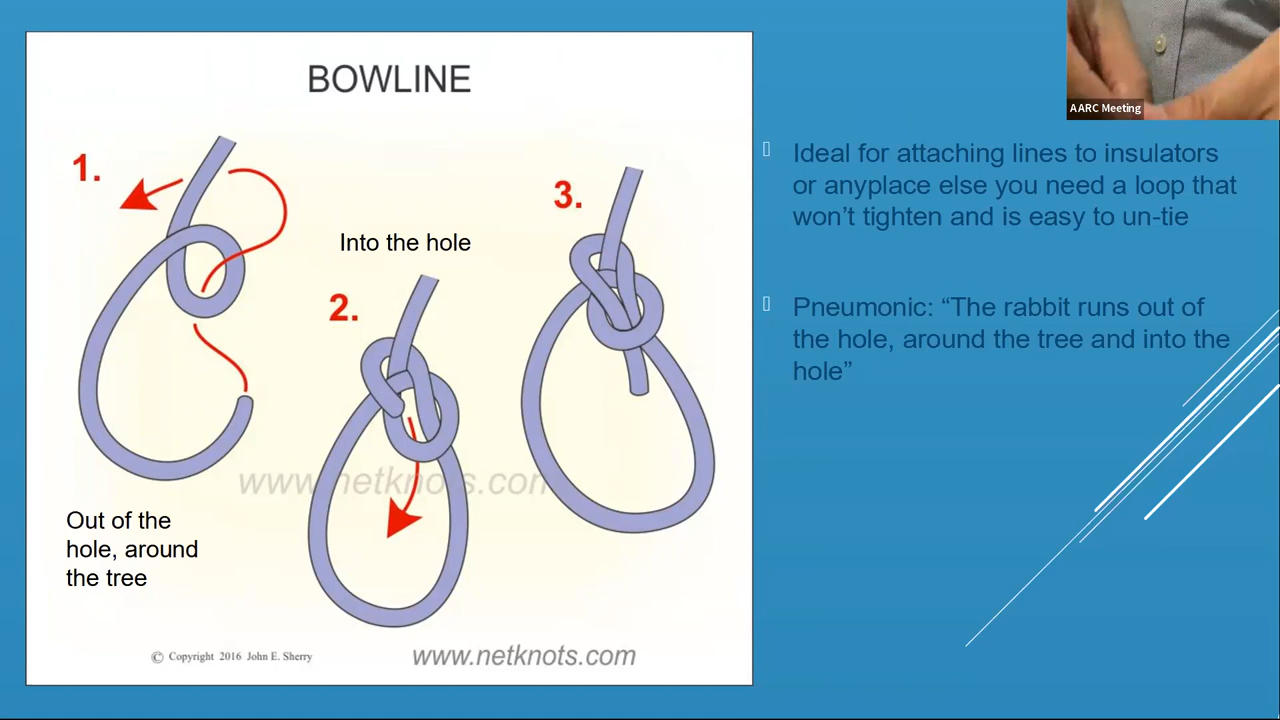 BOWLINE
1.
Into the hole
2.
3.
Out of the
hole, around
the tree
www.netknots.com
© Copyright 2016 John E. Sherry
www.netknots.com
AARC Meeting
Ideal for attaching lines to insulators
or anyplace else you need a loop that
won’t tighten and is easy to un-tie
Pneumonic: “The rabbit runs out of
the hole, around the tree and into the
hole”